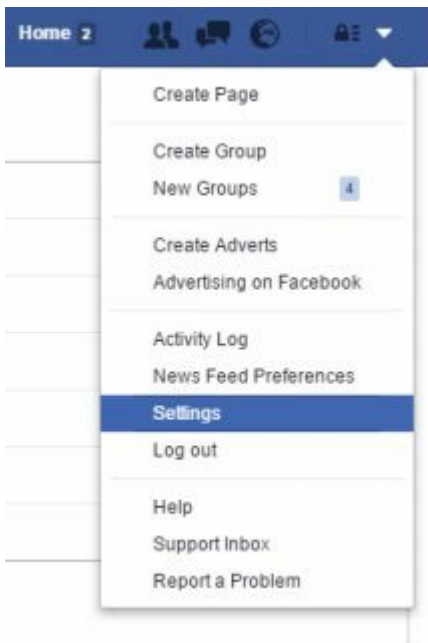 Home 2
Create Page
Create Group
New Groups 4
Create Adverts
Advertising on Facebook
Activity Log
News Feed Preferences
Settings
Log out
Help
Support Inbox
Report a Problem